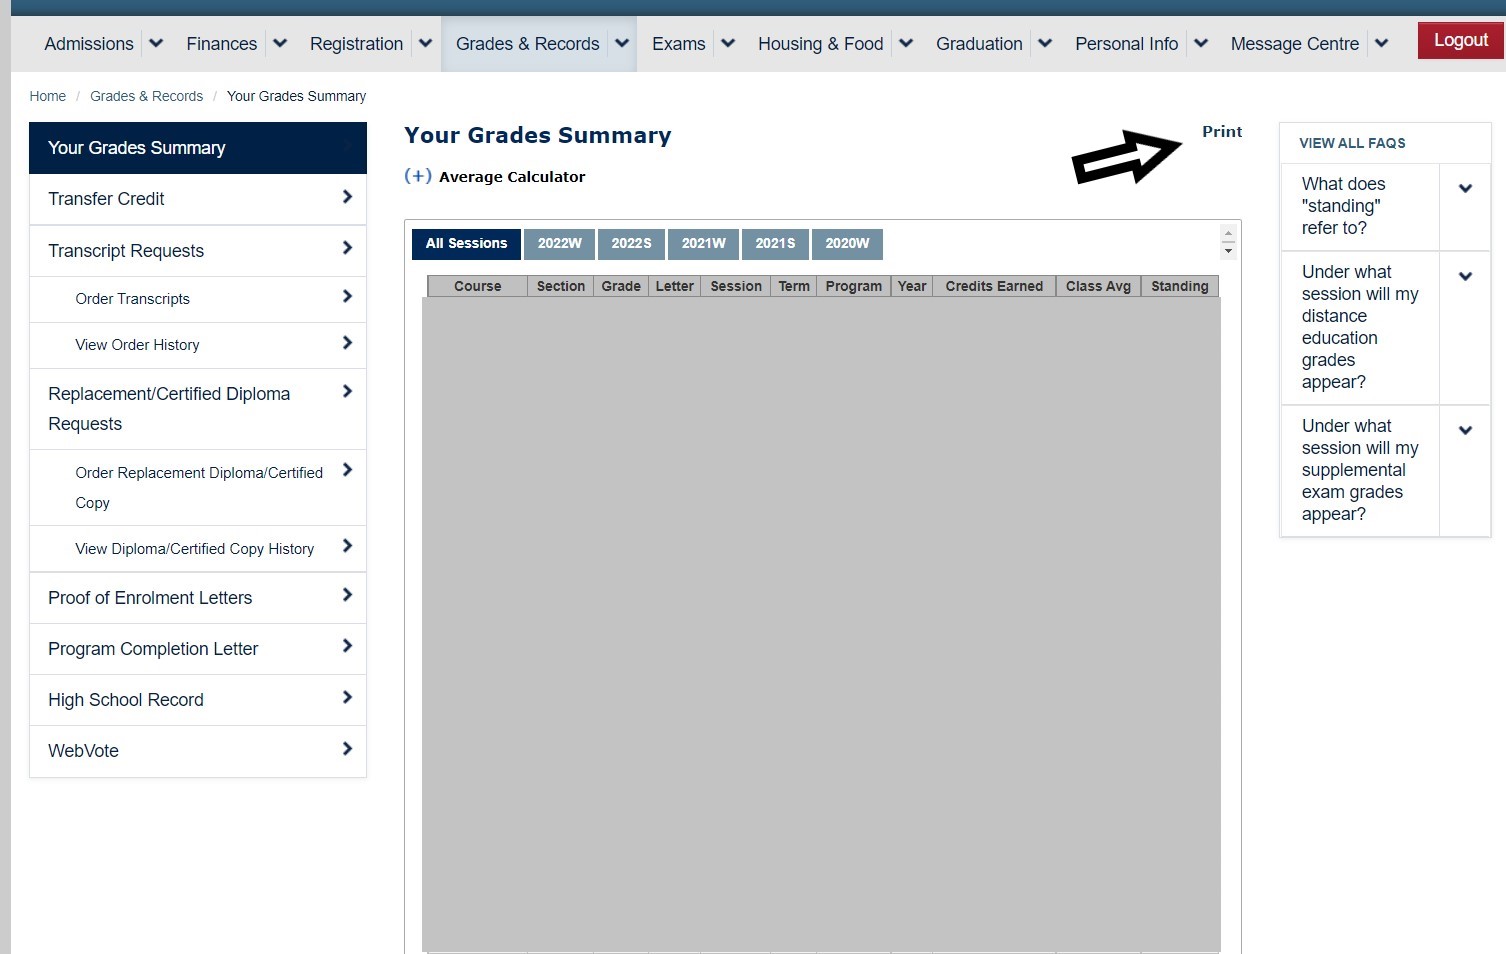 Admissions Finances Registration Grades & Records Exams Housing & Food Graduation Personal Info Message Centre Logout
Home / Grades & Records / Your Grades Summary
Your Grades Summary
Transfer Credit
Transcript Requests
Order Transcripts
View Order History
Replacement/Certified Diploma
Requests
Order Replacement Diploma/Certified
Copy
View Diploma/Certified Copy History
Proof of Enrolment Letters
Program Completion Letter
High School Record
WebVote
Your Grades Summary
Print
(+) Average Calculator
All Sessions 2022W 2022S 2021W 2021S 2020W
Course Section Grade Letter Session Term Program Year Credits Earned Class Avg Standing
VIEW ALL FAQS
What does
"standing"
refer to?
Under what
session will my
distance
education
grades
appear?
Under what
session will my
supplemental
exam grades
appear?